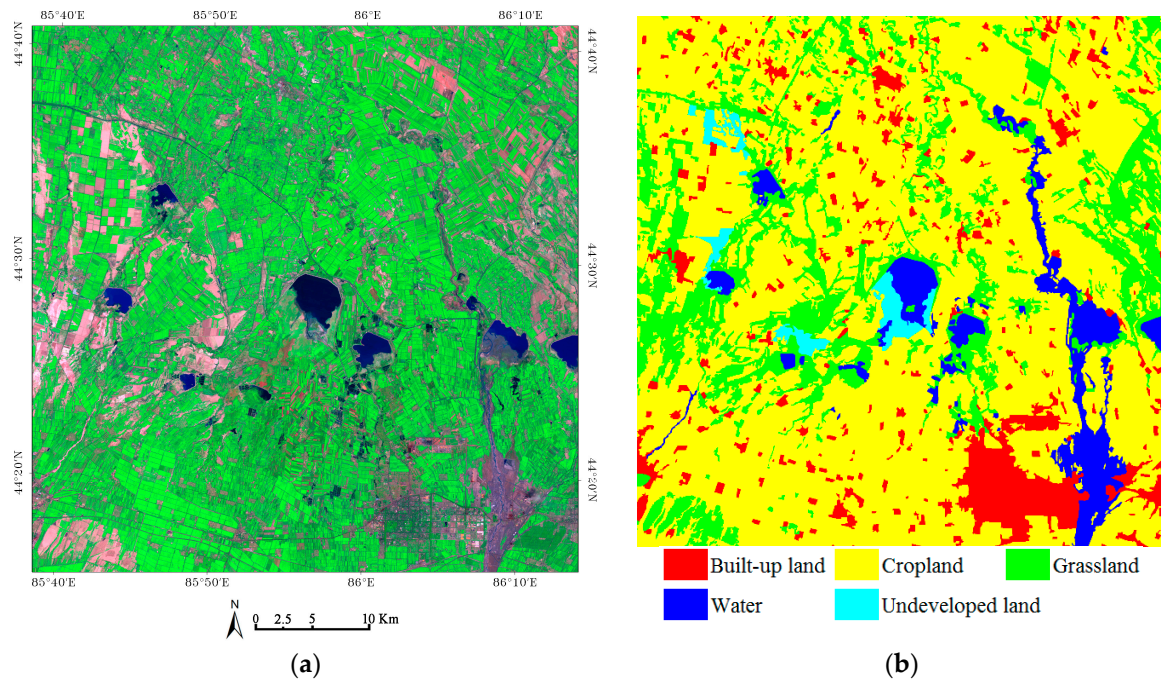 85°40'E 85°50'E 86°E 86°10'E
44°40'N 44°40'N
44°30'N 44°30'N
44°20'N 44°20'N
85°40'E 85°50'E 86°E 86°10'E
Built-up land Cropland Grassland
Water Undeveloped land
N
0 2.5 5 10 Km
(a) (b)